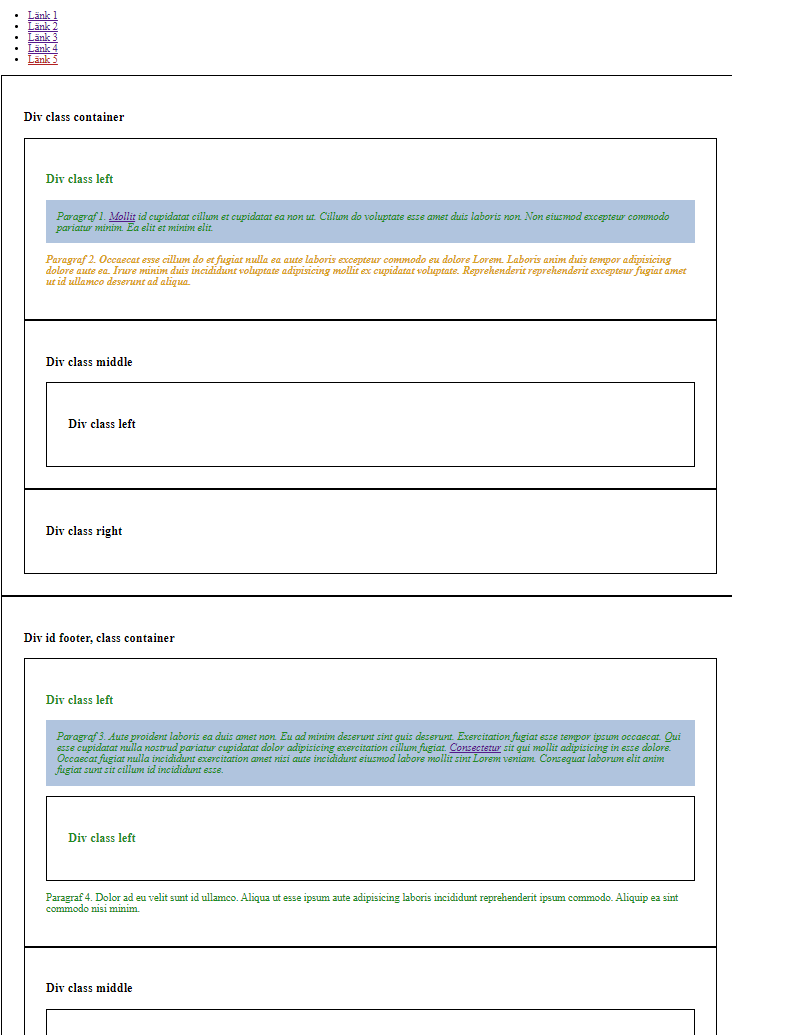 Länk 1
Länk 2
Länk 3
Länk 4
Länk 5
Div class container
Div class left
Paragraf 1. Mollit id cupidatat cillum et cupidatat ea non ut. Cillum do voluptate esse amet duis laboris non. Non eiusmod excepteur commodo
pariatur minim. Ea elit et minim elit.
Paragraf 2. Occaecat esse cillum do et fugiat nulla ea aute laboris excepteur commodo eu dolore Lorem. Laboris anim duis tempor adipisicing
dolore aute ea. Irure minim duis incididunt voluptate adipisicing mollit ex cupidatat voluptate. Reprehenderit reprehenderit excepteur fugiat amet
ut id ullamco deserunt ad aliqua.
Div class middle
Div class left
Div class right
Div id footer, class container
Div class left
Paragraf 3. Aute proident laboris ea duis amet non. Eu ad minim deserunt sint quis deserunt. Exercitation fugiat esse tempor ipsum occaecat. Qui
esse cupidatat nulla nostrud pariatur cupidatat dolor adipisicing exercitation cillum fugiat. Consectetur sit qui mollit adipisicing in esse dolore.
Occaecat fugiat nulla incididunt exercitation amet nisi aute incididunt eiusmod labore mollit sint Lorem veniam. Consequat laborum elit anim
fugiat sunt sit cillum id incididunt esse.
Div class left
Paragraf 4. Dolor ad eu velit sunt id ullamco. Aliqua ut esse ipsum aute adipisicing laboris incididunt reprehenderit ipsum commodo. Aliquip ea sint
commodo nisi minim.
Div class middle